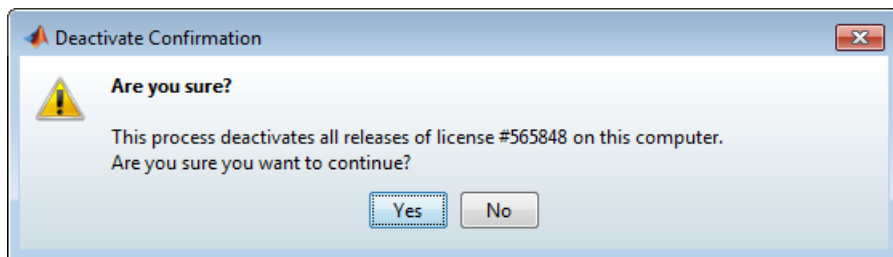 Deactivate Confirmation
Are you sure?
This process deactivates all releases of license #565848 on this computer.
Are you sure you want to continue?
Yes No